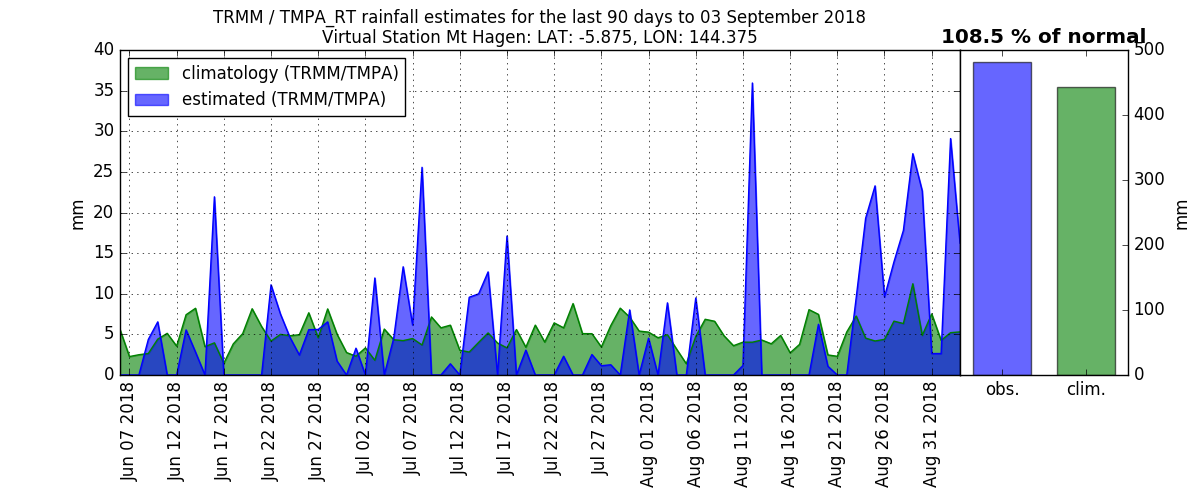 TRMM / TMPA_RT rainfall estimates for the last 90 days to 03 September 2018
Virtual Station Mt Hagen: LAT: -5.875, LON: 144.375
108.5 % of normal
climatology (TRMM/TMPA)
estimated (TRMM/TMPA)
mm
40
35
30
25
20
15
10
5
0
Jun 07 2018
Jun 12 2018
Jun 17 2018
Jun 22 2018
Jun 27 2018
Jul 02 2018
Jul 07 2018
Jul 12 2018
Jul 17 2018
Jul 22 2018
Jul 27 2018
Aug 01 2018
Aug 06 2018
Aug 11 2018
Aug 16 2018
Aug 21 2018
Aug 26 2018
Aug 31 2018
obs.
clim.
500
400
300
200
100
0
mm